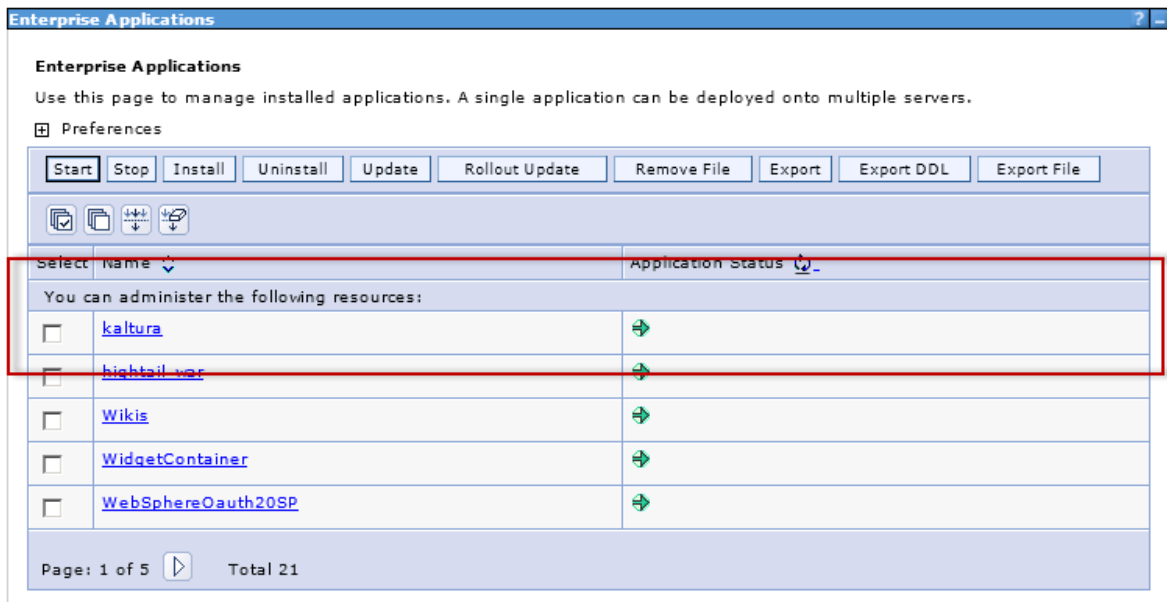 Enterprise Applications ? _
Enterprise Applications
Use this page to manage installed applications. A single application can be deployed onto multiple servers.
Preferences
Start Stop Install Uninstall Update Rollout Update Remove File Export Export DDL Export File
Select Name Application Status
You can administer the following resources:
kaltura
hightail-war
Wikis
WidgetContainer
WebSphereOauth20SP
Page: 1 of 5 Total 21